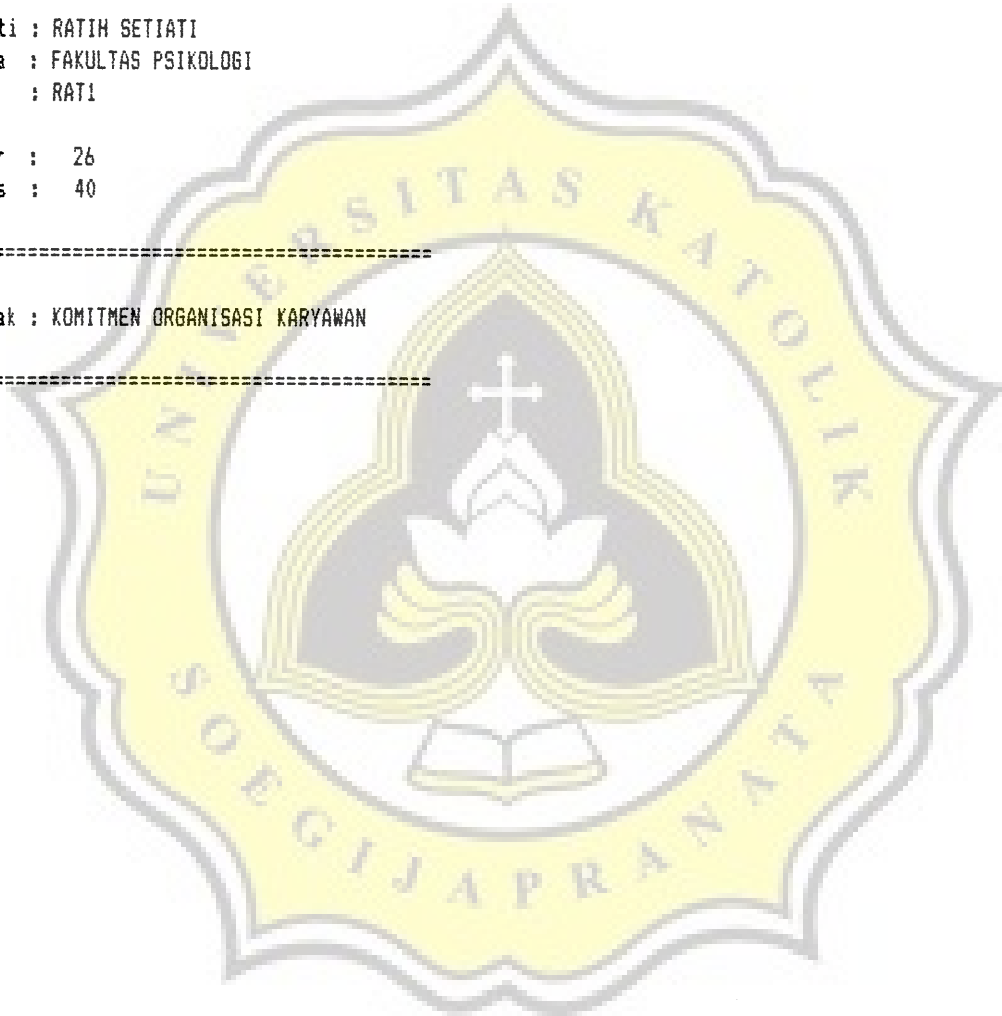 ti : RATIH SETIATI
a : FAKULTAS PSIKOLOGI
: RAT1
r : 26
s : 40
========================================
ak : KOMITMEN ORGANISASI KARYAWAN
========================================
UNIVERSITAS KATOLIK
SOEGIJAPRANATA